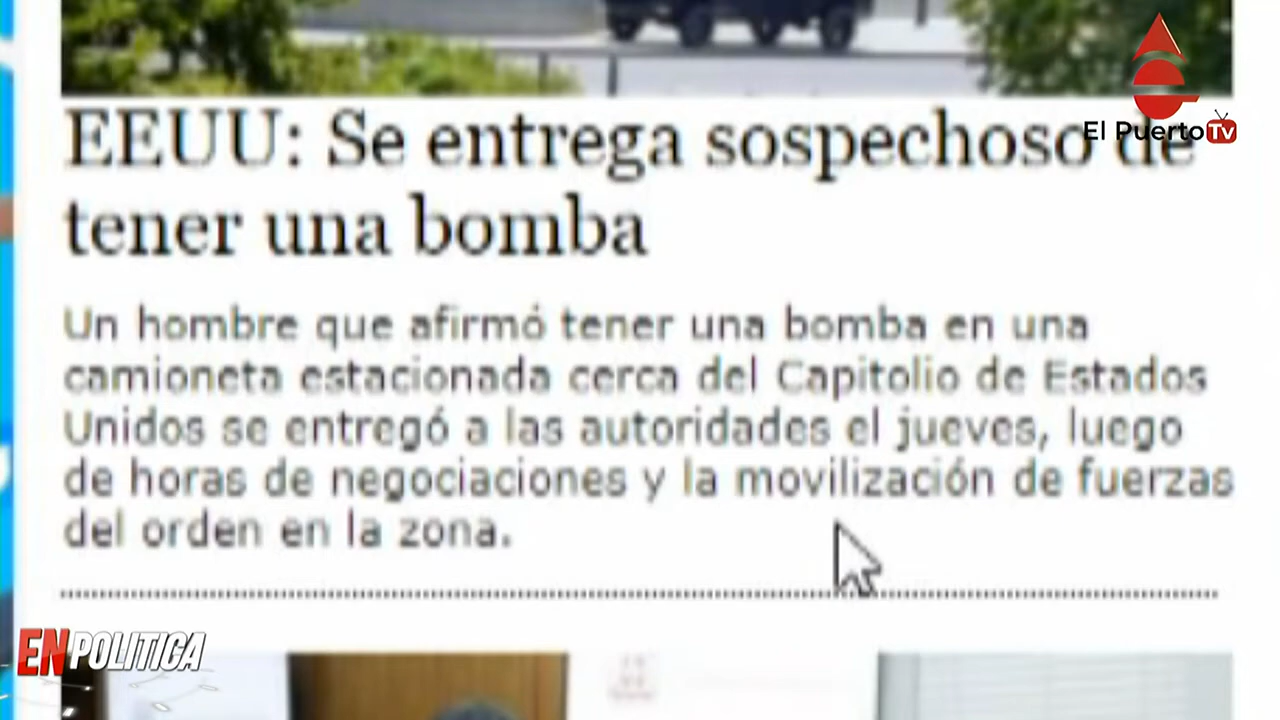 El Puerto TV
EEUU: Se entrega sospechoso de
tener una bomba
Un hombre que afirmó tener una bomba en una
camioneta estacionada cerca del Capitolio de Estados
Unidos se entregó a las autoridades el jueves, luego
de horas de negociaciones y la movilización de fuerzas
del orden en la zona.
EN POLITICA